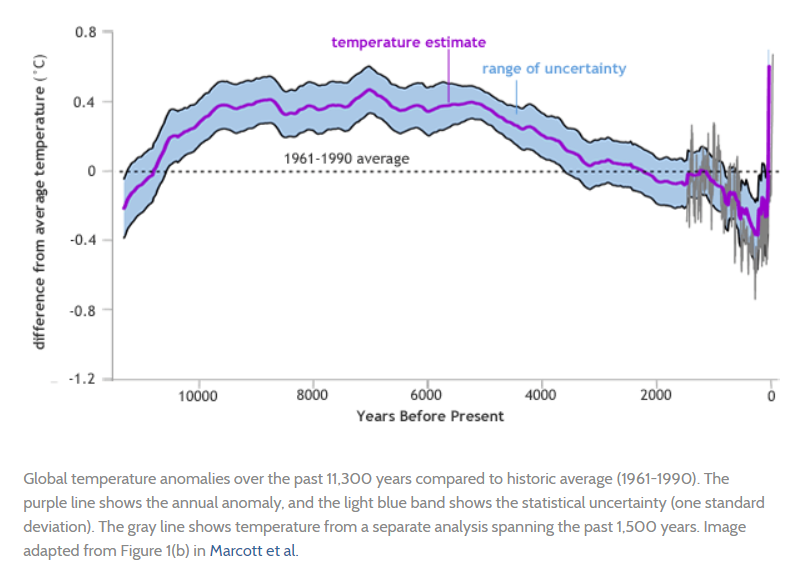 0.8
temperature estimate
range of uncertainty
0.4
1961-1990 average
0
-0.4
-0.8
-1.2
difference from average temperature (˚C)
10000 8000 6000 4000 2000 0
Years Before Present
Global temperature anomalies over the past 11,300 years compared to historic average (1961-1990). The
purple line shows the annual anomaly, and the light blue band shows the statistical uncertainty (one standard
deviation). The gray line shows temperature from a separate analysis spanning the past 1,500 years. Image
adapted from Figure 1(b) in Marcott et al.